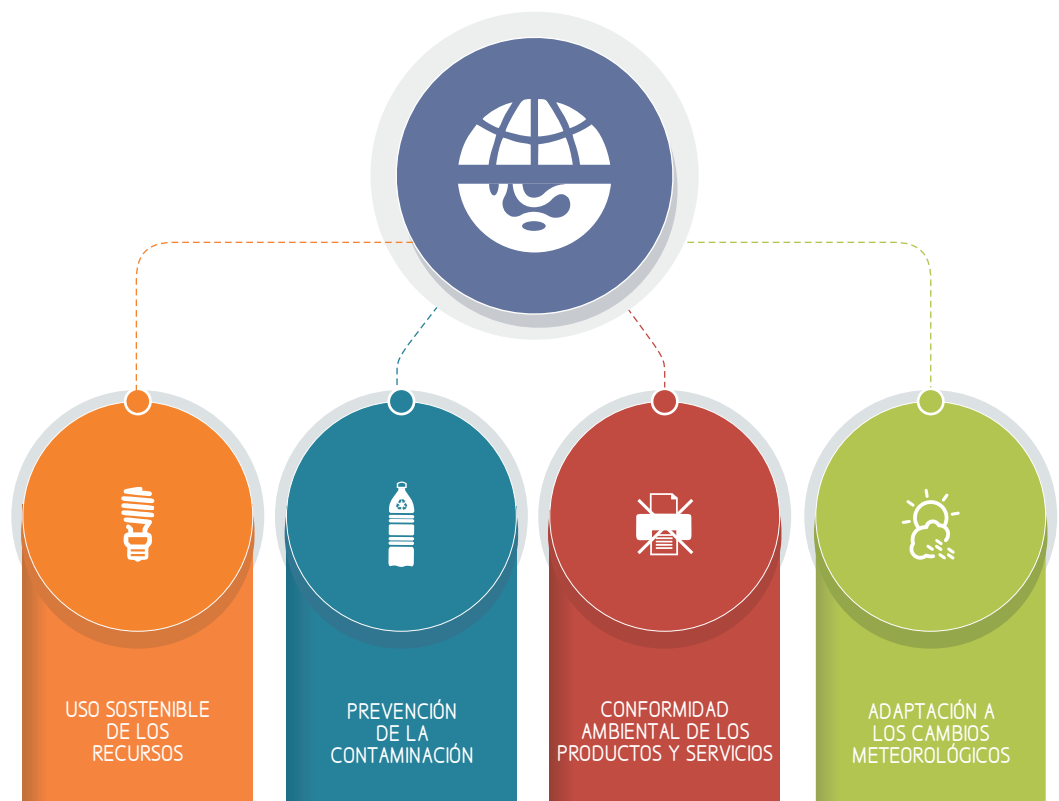 USO SOSTENIBLE
DE LOS
RECURSOS
PREVENCIÓN
DE LA
CONTAMINACIÓN
CONFORMIDAD
AMBIENTAL DE LOS
PRODUCTOS Y SERVICIOS
ADAPTACIÓN A
LOS CAMBIOS
METEOROLÓGICOS